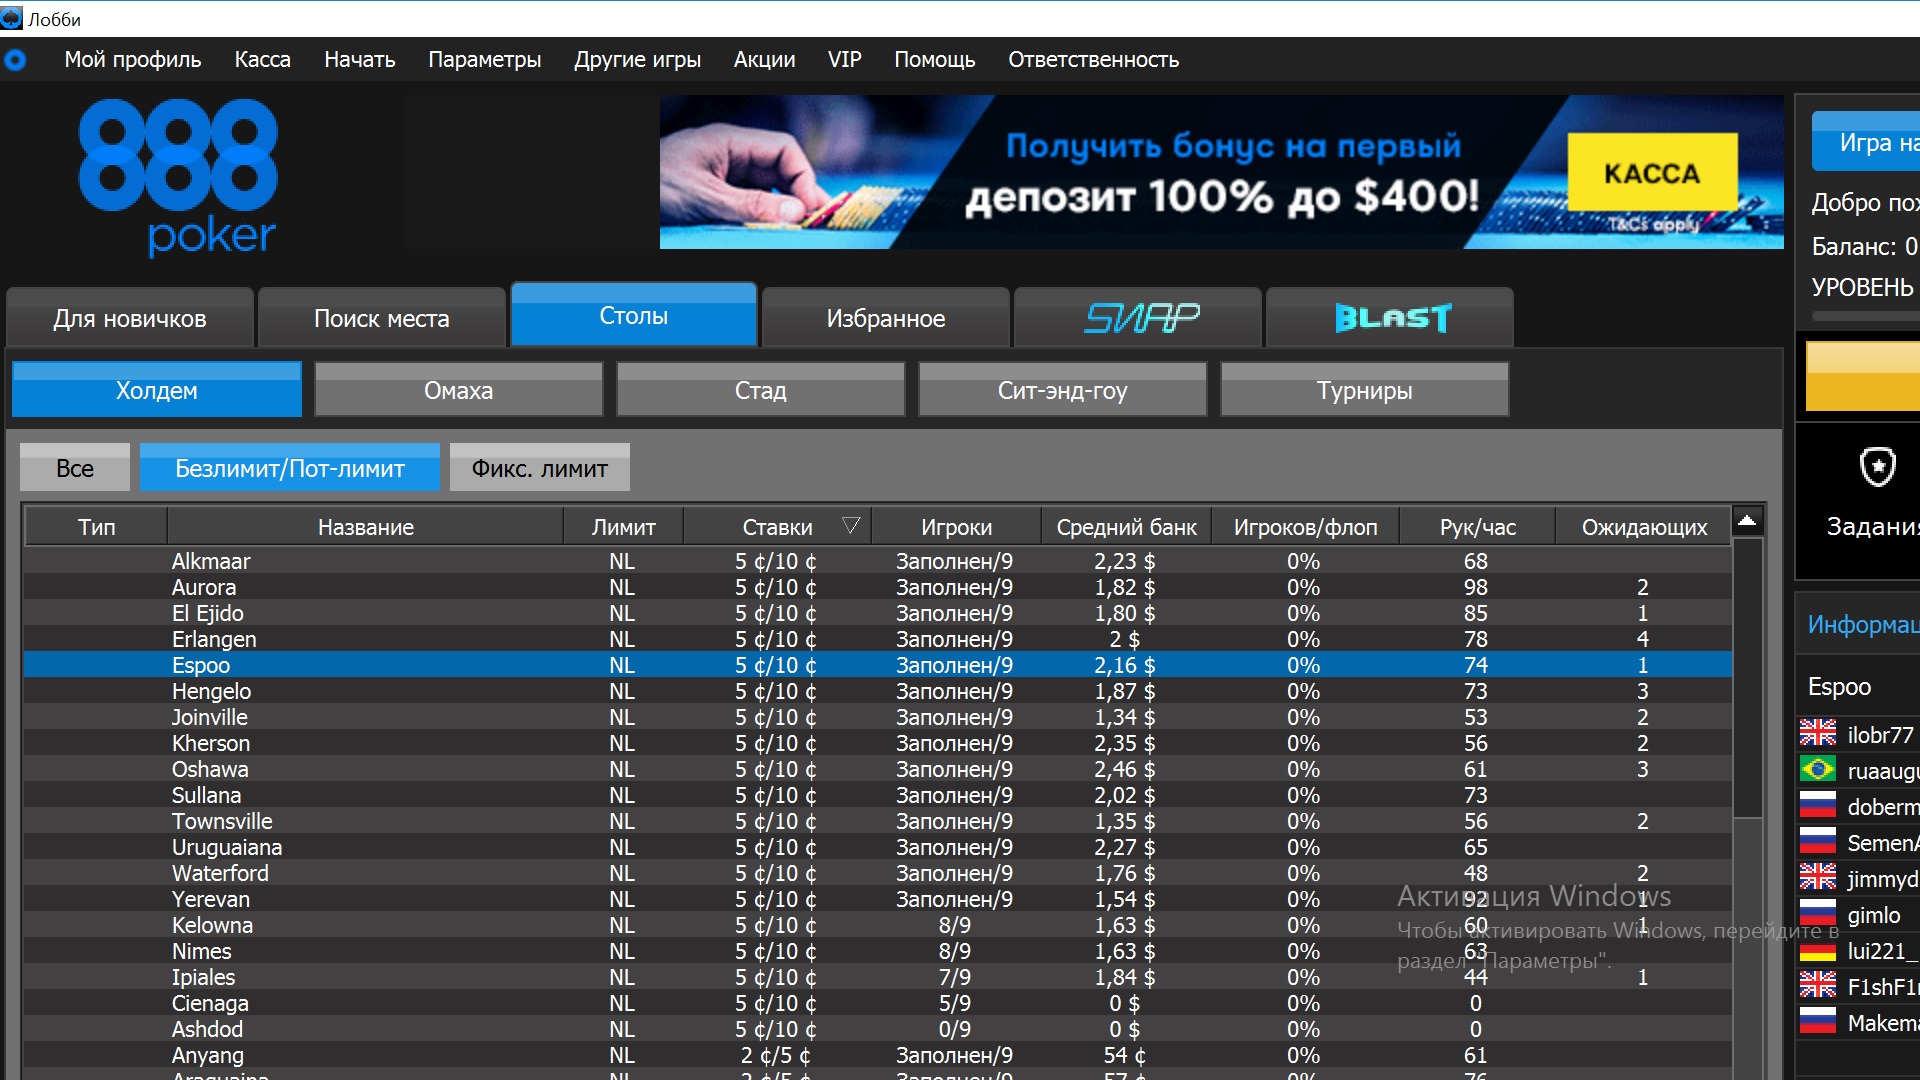 Лобби
Мой профиль Касса Начать Параметры Другие игры Акции VIP Помощь Ответственность
888 poker
Получить бонус на первый
депозит 100% до $400!
КАССА
T&Cs apply
Игра на
Добро
Баланс: 0
УРОВЕНЬ
Для новичков Поиск места Столы Избранное SNAP BLAST
Холдем Омаха Стад Сит-энд-гоу Турниры
Все Безлимит/Пот-лимит Фикс. лимит
Тип Название Лимит Ставки Игроки Средний банк Игроков/флоп Рук/час Ожидающих
Alkmaar NL 5 ¢/10 ¢ Заполнен/9 2,23 $ 0% 68
Aurora NL 5 ¢/10 ¢ Заполнен/9 1,82 $ 0% 98 2
El Ejido NL 5 ¢/10 ¢ Заполнен/9 1,80 $ 0% 85 1
Erlangen NL 5 ¢/10 ¢ Заполнен/9 2 $ 0% 78 4
Espoo NL 5 ¢/10 ¢ Заполнен/9 2,16 $ 0% 74 1
Hengelo NL 5 ¢/10 ¢ Заполнен/9 1,87 $ 0% 73 3
Joinville NL 5 ¢/10 ¢ Заполнен/9 1,34 $ 0% 53 2
Kherson NL 5 ¢/10 ¢ Заполнен/9 2,35 $ 0% 56 2
Oshawa NL 5 ¢/10 ¢ Заполнен/9 2,46 $ 0% 61 3
Sullana NL 5 ¢/10 ¢ Заполнен/9 2,02 $ 0% 73
Townsville NL 5 ¢/10 ¢ Заполнен/9 1,35 $ 0% 56 2
Uruguaiana NL 5 ¢/10 ¢ Заполнен/9 2,27 $ 0% 65
Waterford NL 5 ¢/10 ¢ Заполнен/9 1,76 $ 0% 48 2
Yerevan NL 5 ¢/10 ¢ Заполнен/9 1,54 $ 0% 92 1
Kelowna NL 5 ¢/10 ¢ 8/9 1,63 $ 0% 60 1
Nimes NL 5 ¢/10 ¢ 8/9 1,63 $ 0% 63
Ipiales NL 5 ¢/10 ¢ 7/9 1,84 $ 0% 44 1
Cienaga NL 5 ¢/10 ¢ 5/9 0 $ 0% 0
Ashdod NL 5 ¢/10 ¢ 0/9 0 $ 0% 0
Anyang NL 2 ¢/5 ¢ Заполнен/9 54 ¢ 0% 61
Активация Windows
Чтобы активировать Windows, перейдите в
раздел "Параметры".
Задания
Информац
Espoo
ilobr77
ruaaugu
doberm
SemenA
jimmyd
gimlo
lui221_
F1shF1
Makema